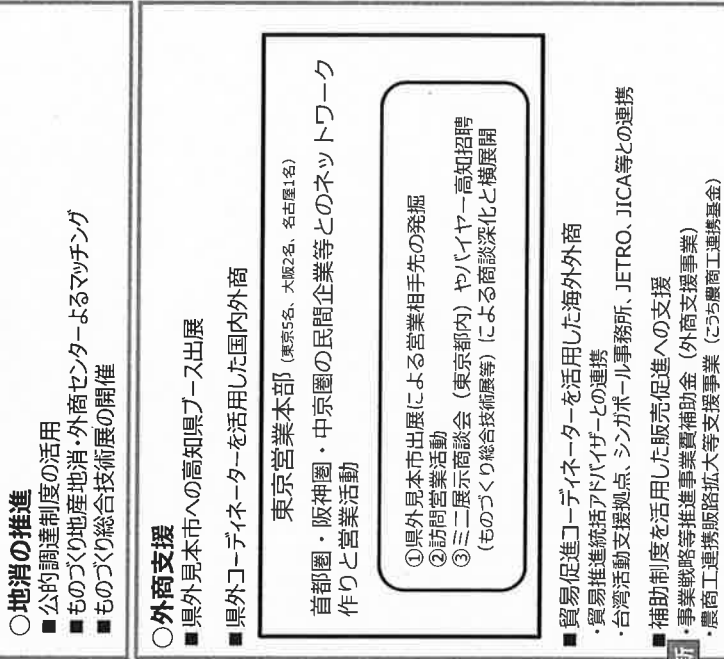 ○地消の推進
■公的調達制度の活用
■ものづくり地産地消・外商センターよるマッチング
■ものづくり総合技術展の開催
○外商支援
■県外見本市への高知県ブース出展
■県外コーディネーターを活用した国内外商
東京営業本部（東京5名、大阪2名、名古屋1名）
首都圏・阪神圏・中京圏の民間企業等とのネットワーク
作りと営業活動
①県外見本市出展による営業相手先の発掘
②訪問営業活動
③ミニ展示商談会（東京都内）やバイヤー高知招聘
（ものづくり総合技術展等）による商談深化と横展開
■貿易促進コーディネーターを活用した海外外商
・貿易推進統括アドバイザーとの連携
・台湾活動支援拠点、シンガポール事務所、JETRO、JICA等との連携
■補助制度を活用した販売促進への支援
・事業戦略等推進事業費補助金（外商支援事業）
・農商工連携販路拡大等支援事業（こうち農商工連携基金）